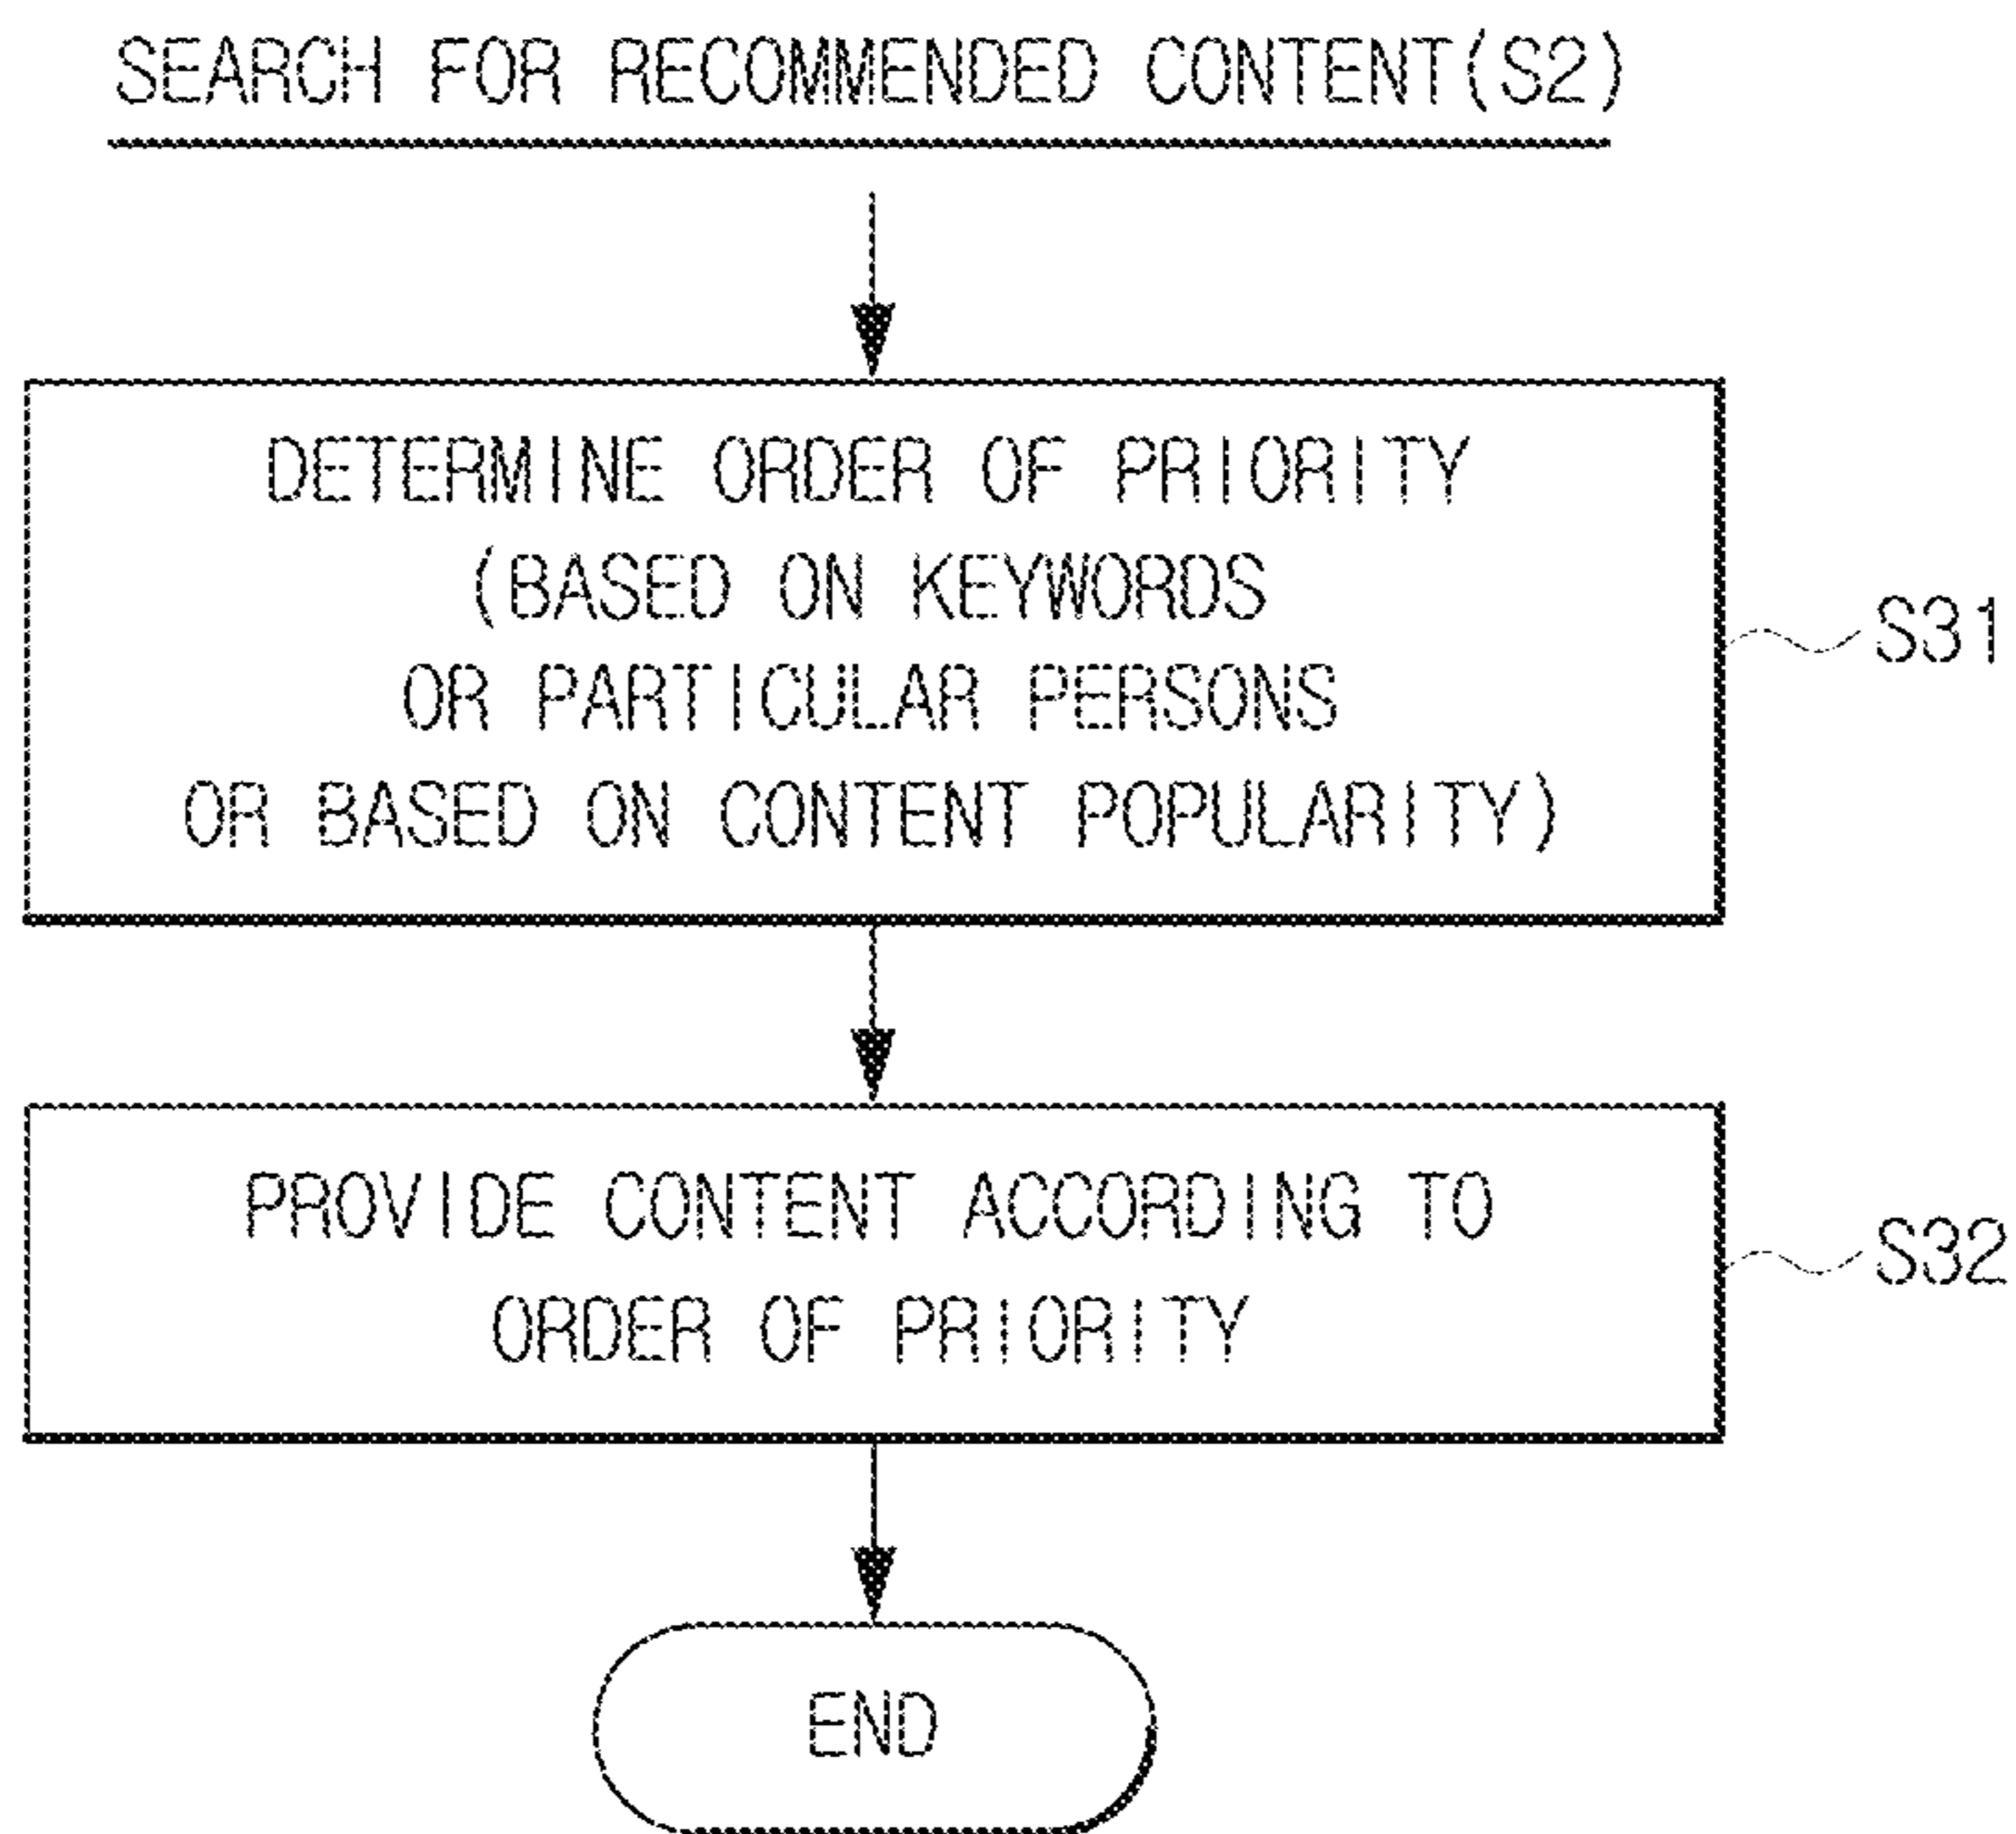 SEARCH FOR RECOMMENDED CONTENT(S2)
DETERMINE ORDER OF PRIORITY
(BASED ON KEYWORDS
OR PARTICULAR PERSONS
OR BASED ON CONTENT POPULARITY)
S31
PROVIDE CONTENT ACCORDING TO
ORDER OF PRIORITY
S32
END